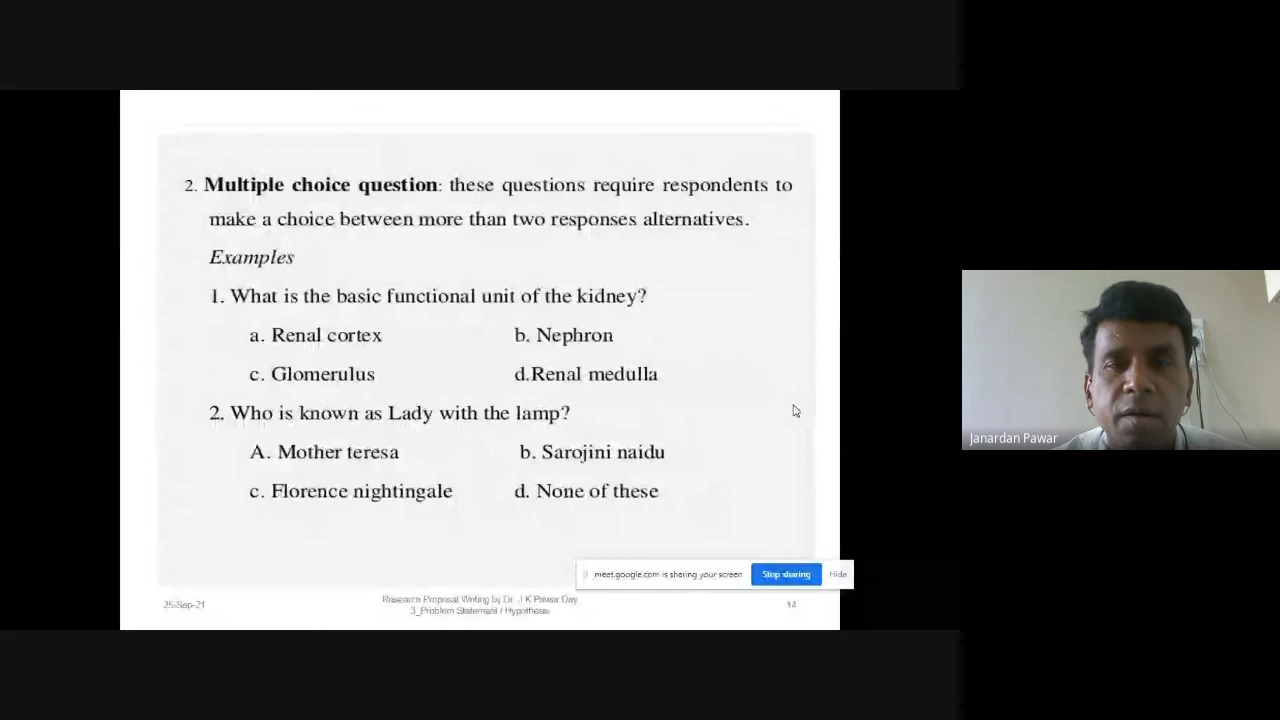 2. Multiple choice question: these questions require respondents to
make a choice between more than two responses alternatives.
Examples
1. What is the basic functional unit of the kidney?
a. Renal cortex b. Nephron
c. Glomerulus d.Renal medulla
2. Who is known as Lady with the lamp?
A. Mother teresa b. Sarojini naidu
c. Florence nightingale d. None of these
Janardan Pawar
meet.google.com is sharing your screen Stop sharing Hide
25-Sep-21 Research Proposal Writing by Dr. J K Pawar Day 14
3_Problem Statement / Hypothesis